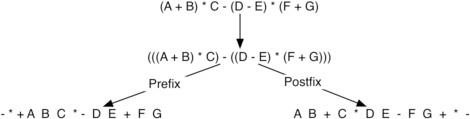 (A + B) * C - (D - E) * (F + G)
(((A + B) * C) - ((D - E) * (F + G)))
Prefix Postfix
- * + A B C * - D E + F G A B + C * D E - F G + * -